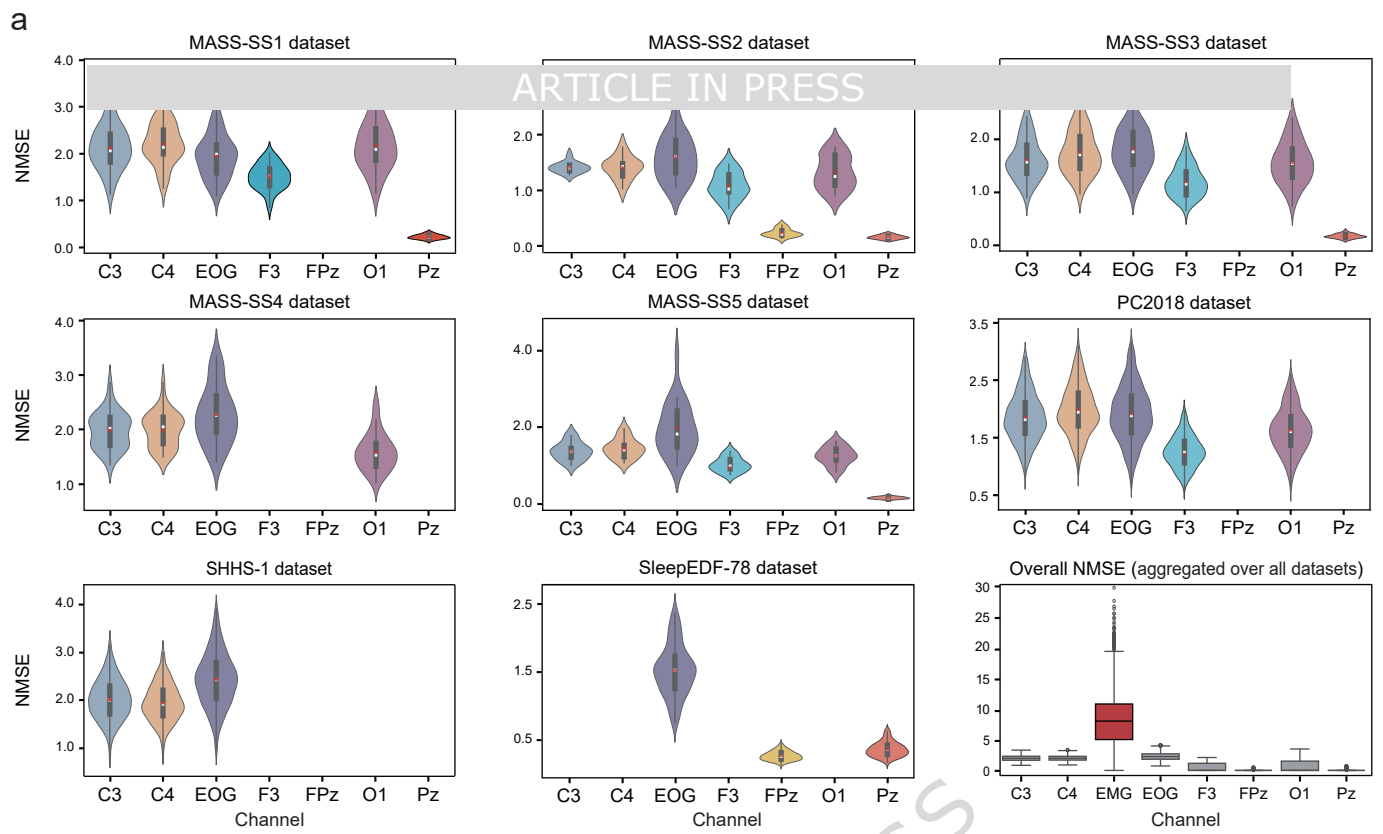 a
MASS-SS1 dataset
MASS-SS2 dataset
MASS-SS3 dataset
ARTICLE IN PRESS
NMSE
4.0
3.0
2.0
1.0
0.0
2.0
1.0
0.0
2.0
1.0
0.0
C3 C4 EOG F3 FPz O1 Pz
C3 C4 EOG F3 FPz O1 Pz
C3 C4 EOG F3 FPz O1 Pz
MASS-SS4 dataset
MASS-SS5 dataset
PC2018 dataset
NMSE
4.0
3.0
2.0
1.0
4.0
2.0
0.0
3.5
1.5
0.5
C3 C4 EOG F3 FPz O1 Pz
C3 C4 EOG F3 FPz O1 Pz
C3 C4 EOG F3 FPz O1 Pz
SHHS-1 dataset
SleepEDF-78 dataset
Overall NMSE (aggregated over all datasets)
NMSE
4.0
3.0
2.0
1.0
2.5
1.5
0.5
30
25
20
15
10
5
0
C3 C4 EOG F3 FPz O1 Pz
C3 C4 EOG F3 FPz O1 Pz
C3 C4 EMG EOG F3 FPz O1 Pz
Channel
Channel
Channel